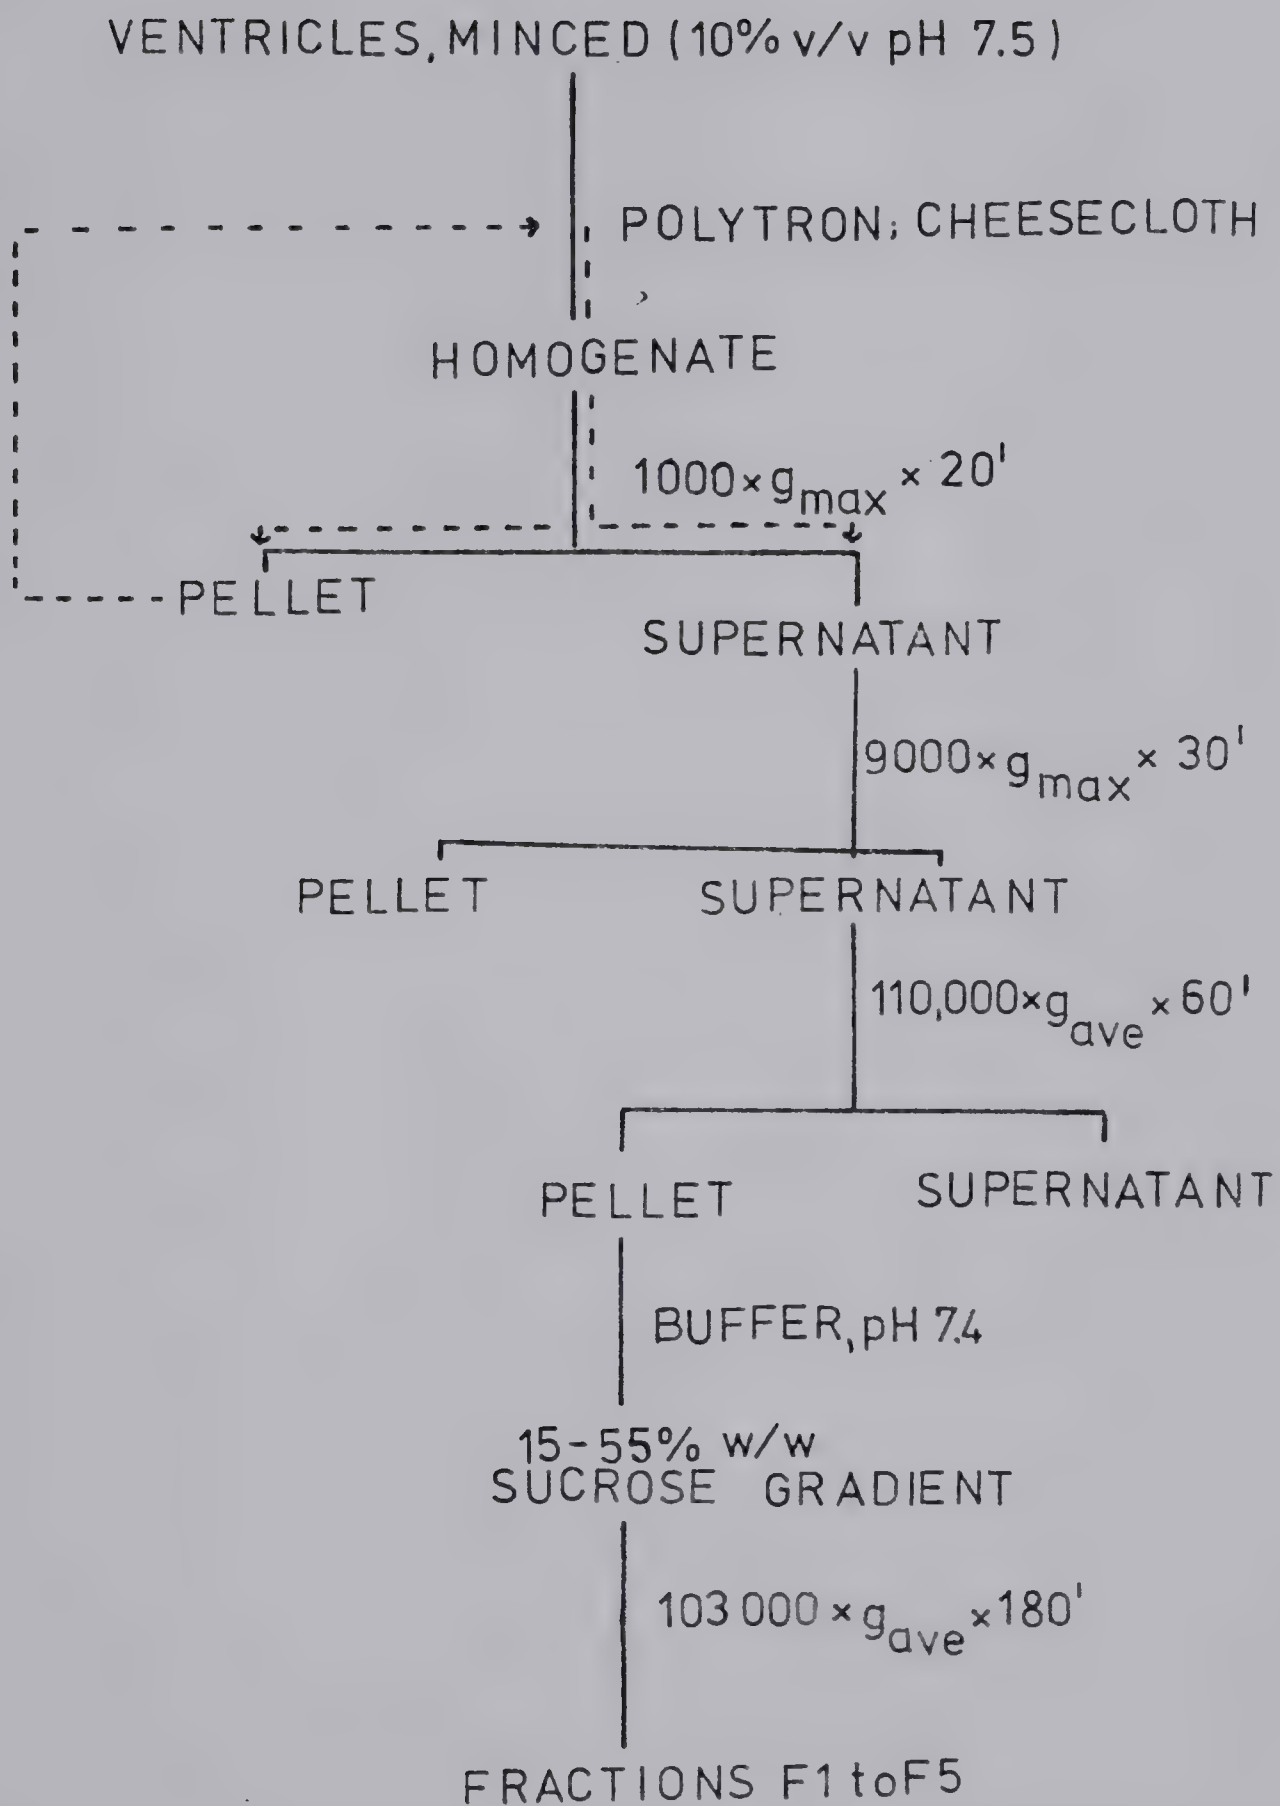 VENTRICLES, MINCED (10% v/v pH 7.5)
POLYTRON; CHEESECLOTH
HOMOGENATE
1000 × gmax × 20'
PELLET
SUPERNATANT
9000 × gmax × 30'
PELLET SUPERNATANT
110,000 × gave × 60'
PELLET SUPERNATANT
BUFFER, pH 7.4
15-55% w/w
SUCROSE GRADIENT
103 000 × gave × 180'
FRACTIONS F1 to F5